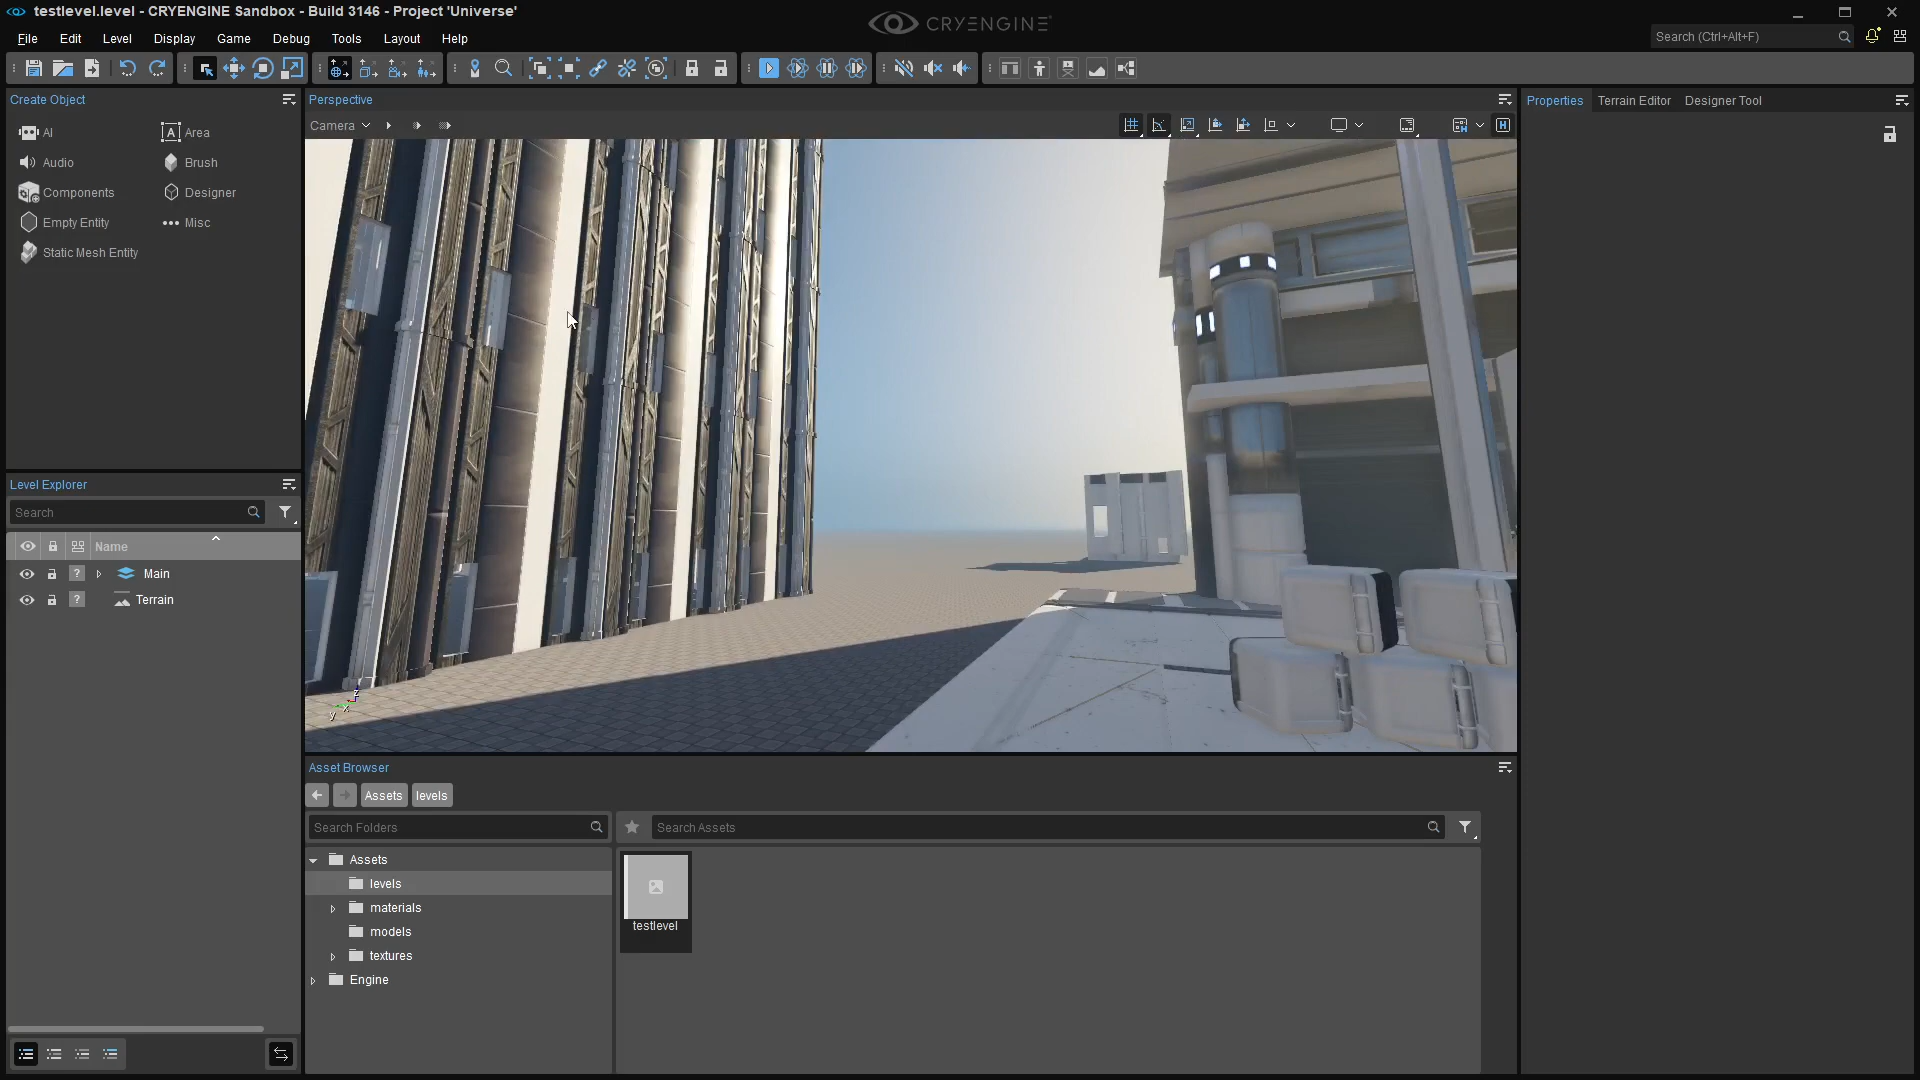 testlevel.level - CRYENGINE Sandbox - Build 3146 - Project 'Universe'
CRYENGINE
File Edit Level Display Game Debug Tools Layout Help
Search (Ctrl+Alt+F)
Create Object
AI
Area
Audio
Brush
Components
Designer
Empty Entity
Misc
Static Mesh Entity
Level Explorer
Search
Name
? Main
? Terrain
Perspective
Camera
z
x
y
Asset Browser
Assets levels
Search Folders
Search Assets
Assets
levels
materials
models
textures
Engine
testlevel
Properties Terrain Editor Designer Tool